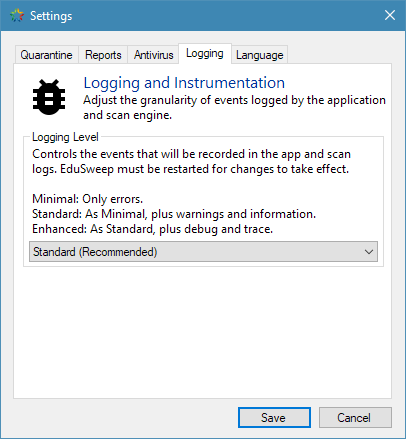 Settings
Quarantine Reports Antivirus Logging Language
Logging and Instrumentation
Adjust the granularity of events logged by the application
and scan engine.
Logging Level
Controls the events that will be recorded in the app and scan
logs. EduSweep must be restarted for changes to take effect.
Minimal: Only errors.
Standard: As Minimal, plus warnings and information.
Enhanced: As Standard, plus debug and trace.
Standard (Recommended)
Save Cancel